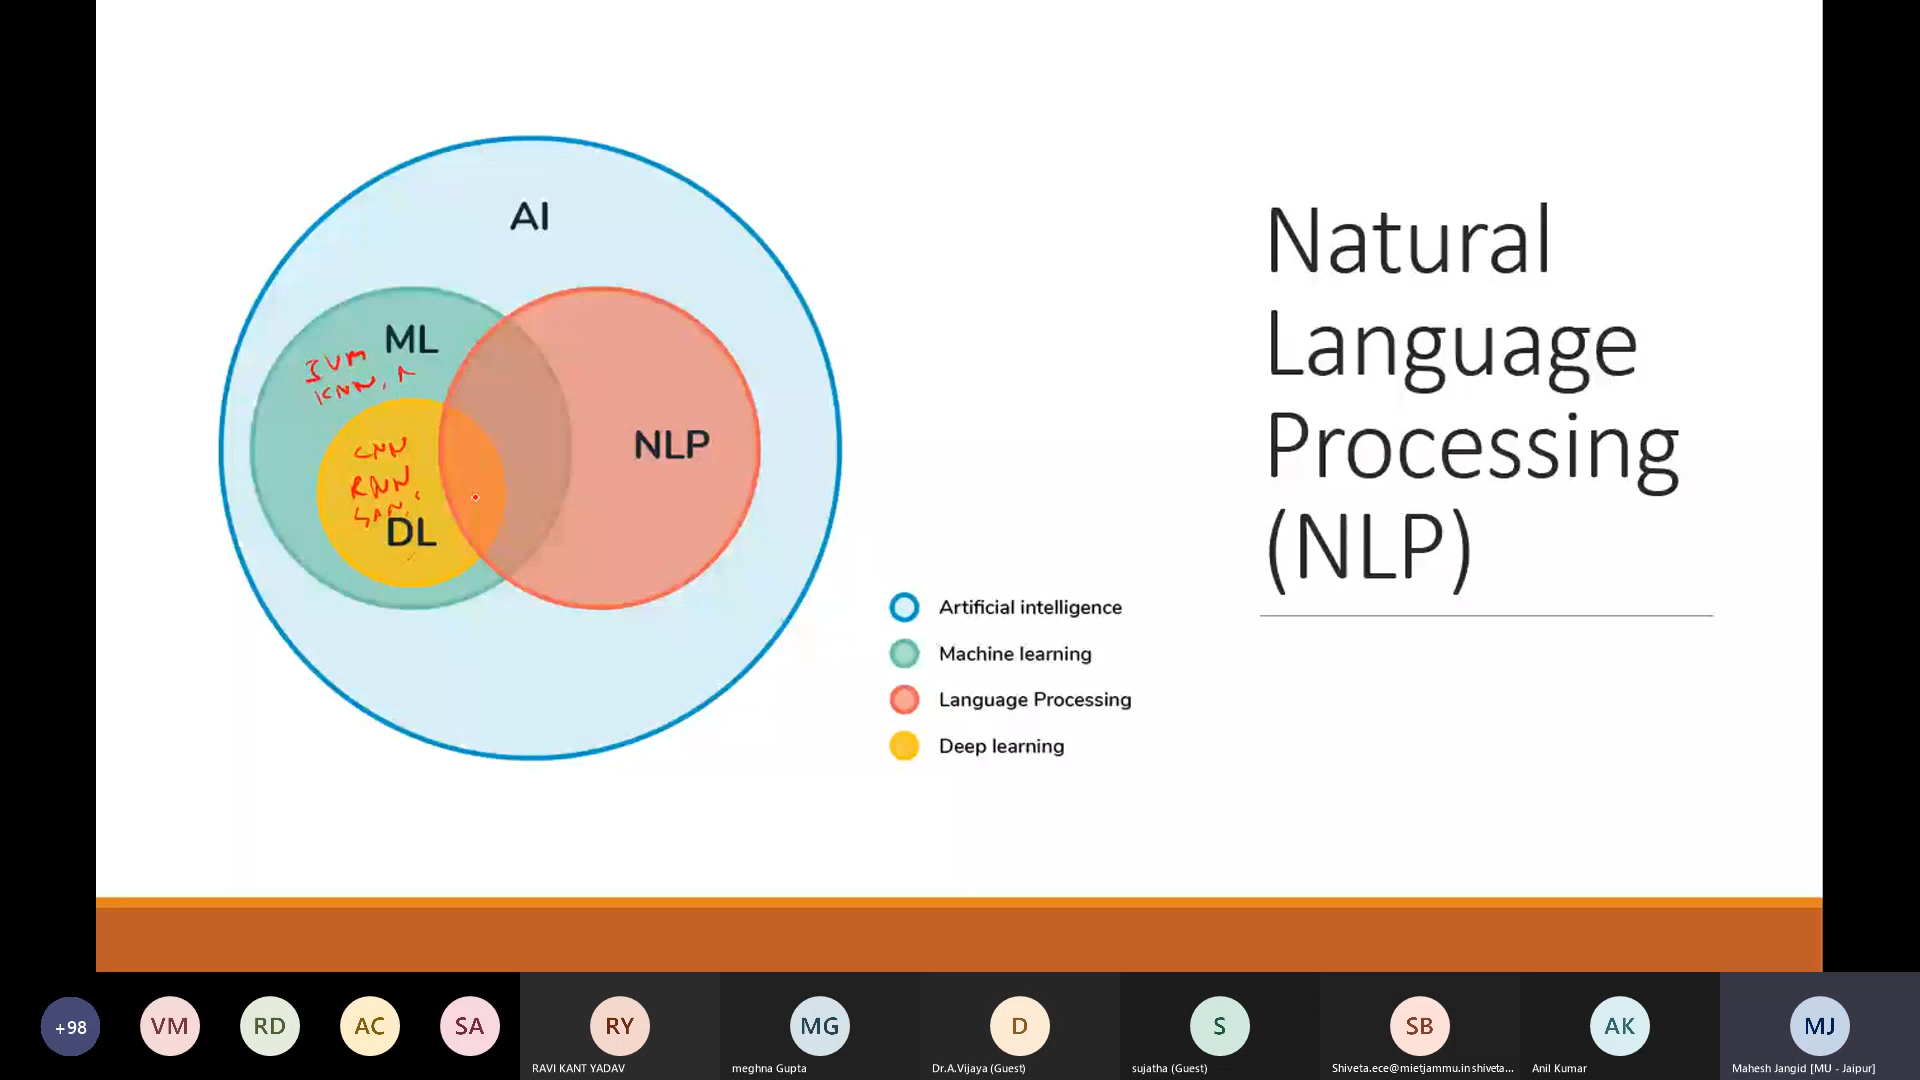 AI
ML
SVM
KNN,
CNN
RNN
DL
NLP
Artificial intelligence
Machine learning
Language Processing
Deep learning
Natural
Language
Processing
(NLP)
+98
VM
RD
AC
SA
RY
MG
D
S
SB
AK
MJ
RAVI KANT YADAV
meghna Gupta
Dr.A.Vijaya (Guest)
sujatha (Guest)
Shiveta.ece@mietjammu.in shiveta...
Anil Kumar
Mahesh Jangid [MU - Jaipur]